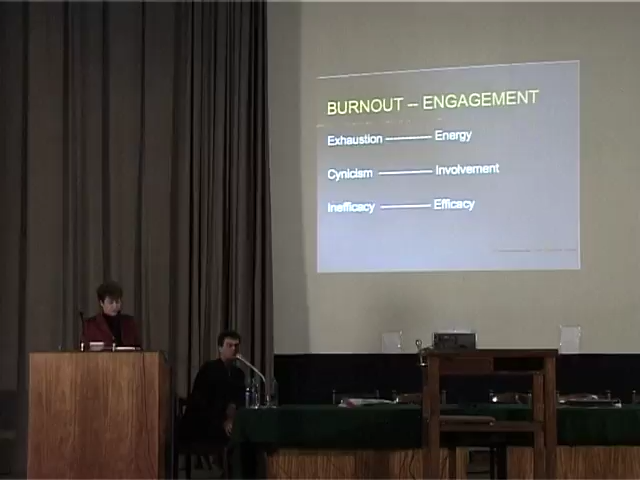 BURNOUT -- ENGAGEMENT
Exhaustion ———— Energy
Cynicism ———— Involvement
Inefficacy ———— Efficacy